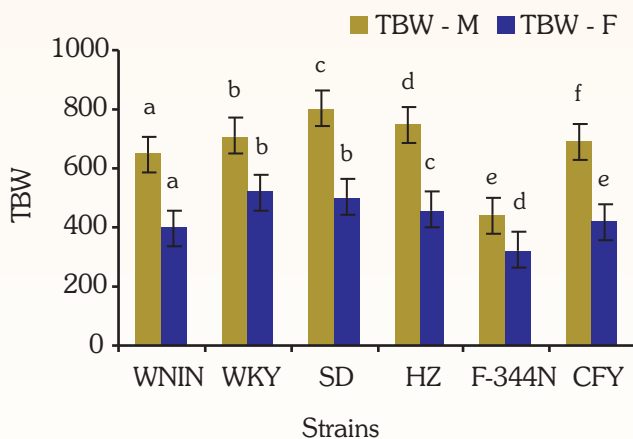 TBW - M TBW - F
1000
800
600
400
200
0
TBW
a a b b c b d c e d f e
WNIN WKY SD HZ F-344N CFY
Strains